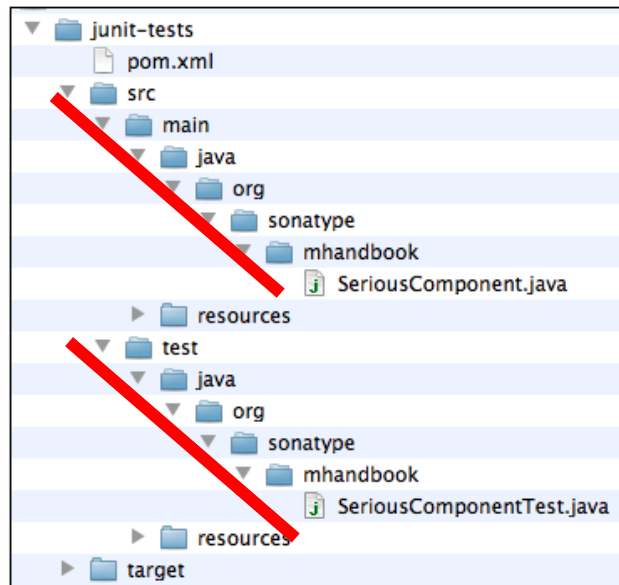 junit-tests
pom.xml
src
main
java
org
sonatype
mhandbook
SeriousComponent.java
resources
test
java
org
sonatype
mhandbook
SeriousComponentTest.java
resources
target